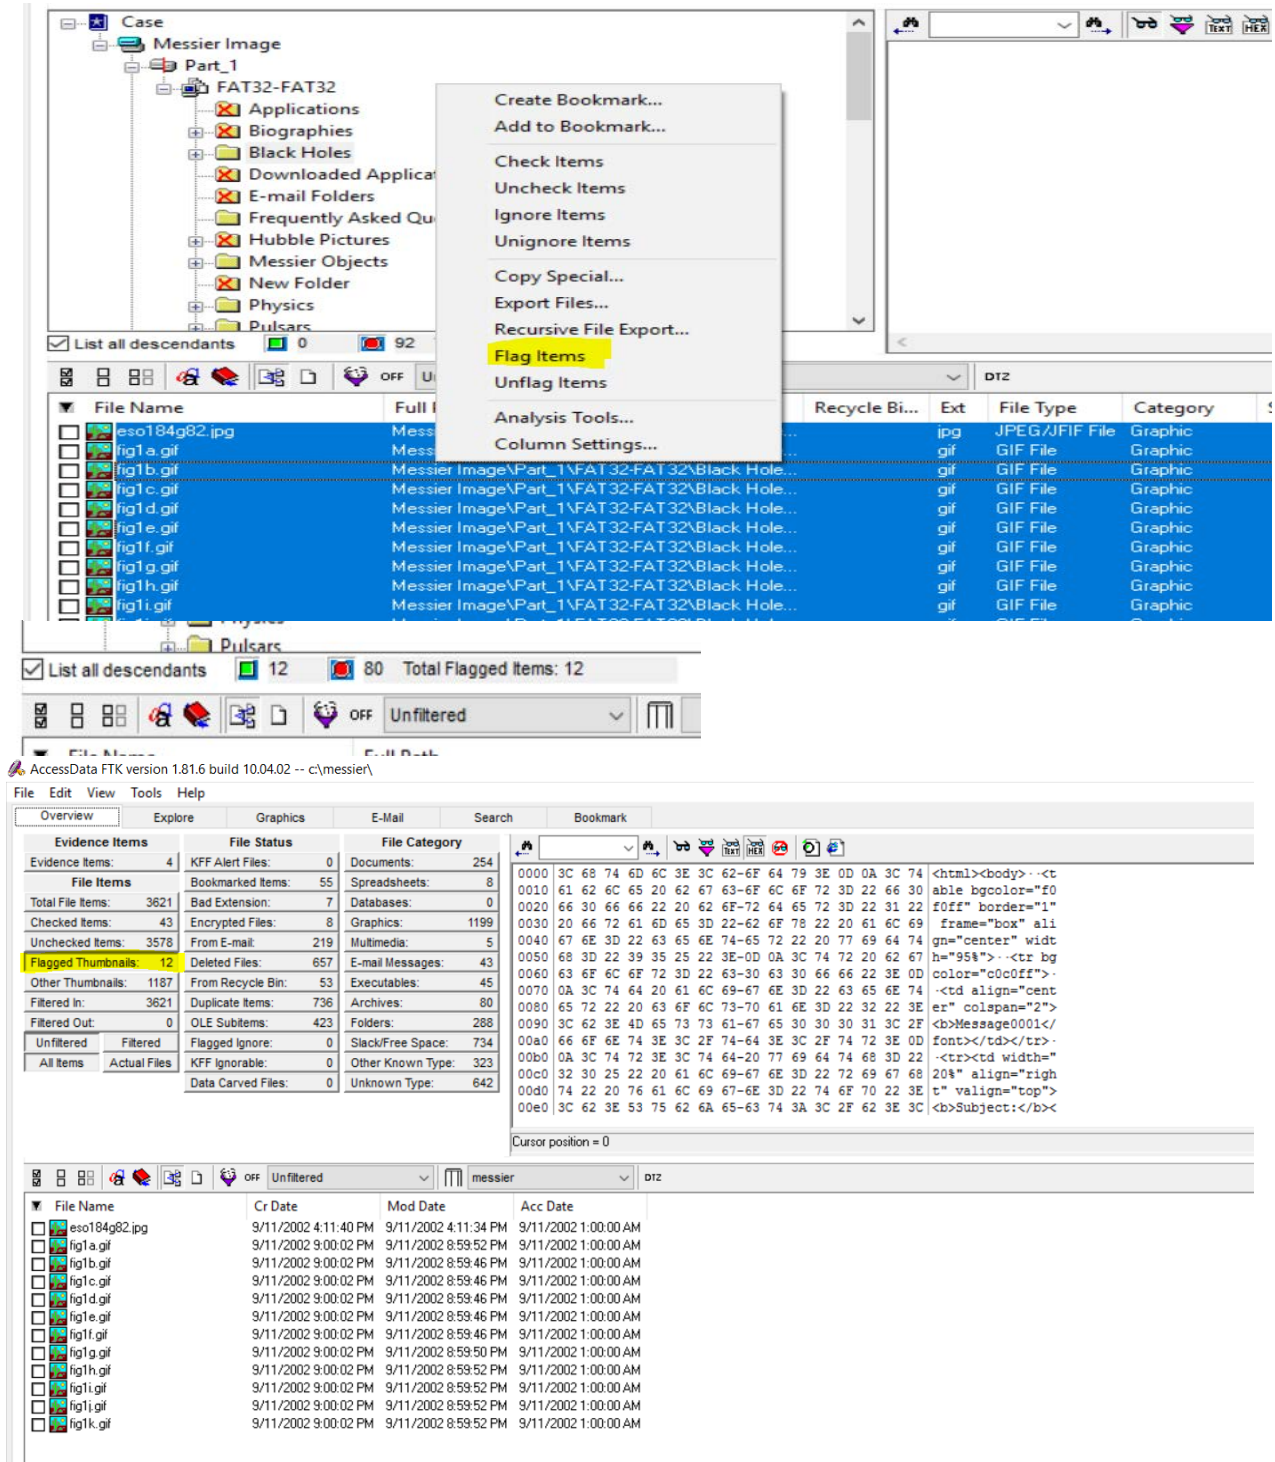 Case
Messier Image
Part_1
FAT32-FAT32
Applications
Biographies
Black Holes
Downloaded Applica
E-mail Folders
Frequently Asked Qu
Hubble Pictures
Messier Objects
New Folder
Physics
Pulsars
Create Bookmark...
Add to Bookmark...
Check Items
Uncheck Items
Ignore Items
Unignore Items
Copy Special...
Export Files...
Recursive File Export...
Flag Items
Unflag Items
Analysis Tools...
Column Settings...
TEXT HEX
List all descendants 0 92
OFF U DTZ
File Name Full Recycle Bi... Ext File Type Category
eso184g82.jpg Mess jpg JPEG/JFIF File Graphic
fig1a.gif Mess gif GIF File Graphic
fig1b.gif Messier Image\Part_1\FAT32-FAT32\Black Hole... gif GIF File Graphic
fig1c.gif Messier Image\Part_1\FAT32-FAT32\Black Hole... gif GIF File Graphic
fig1d.gif Messier Image\Part_1\FAT32-FAT32\Black Hole... gif GIF File Graphic
fig1e.gif Messier Image\Part_1\FAT32-FAT32\Black Hole... gif GIF File Graphic
fig1f.gif Messier Image\Part_1\FAT32-FAT32\Black Hole... gif GIF File Graphic
fig1g.gif Messier Image\Part_1\FAT32-FAT32\Black Hole... gif GIF File Graphic
fig1h.gif Messier Image\Part_1\FAT32-FAT32\Black Hole... gif GIF File Graphic
fig1i.gif Messier Image\Part_1\FAT32-FAT32\Black Hole... gif GIF File Graphic
Physics
Pulsars
List all descendants 12 80 Total Flagged Items: 12
OFF Unfiltered
File Name Full Path
AccessData FTK version 1.81.6 build 10.04.02 -- c:\messier\
File Edit View Tools Help
Overview Explore Graphics E-Mail Search Bookmark
Evidence Items File Status File Category
Evidence Items: 4 KFF Alert Files: 0 Documents: 254
File Items Bookmarked Items: 55 Spreadsheets: 8
Total File Items: 3621 Bad Extension: 7 Databases: 0
Checked Items: 43 Encrypted Files: 8 Graphics: 1199
Unchecked Items: 3578 From E-mail: 219 Multimedia: 5
Flagged Thumbnails: 12 Deleted Files: 657 E-mail Messages: 43
Other Thumbnails: 1187 From Recycle Bin: 53 Executables: 45
Filtered In: 3621 Duplicate Items: 736 Archives: 80
Filtered Out: 0 OLE Subitems: 423 Folders: 288
Unfiltered Filtered Flagged Ignore: 0 Slack/Free Space: 734
All Items Actual Files KFF Ignorable: 0 Other Known Type: 323
Data Carved Files: 0 Unknown Type: 642
TEXT HEX
0000 3C 68 74 6D 6C 3E 3C 62-6F 64 79 3E 0D 0A 3C 74 <html><body>··<t
0010 61 62 6C 65 20 62 67 63-6F 6C 6F 72 3D 22 66 30 able bgcolor="f0
0020 66 30 66 66 22 20 62 6F-72 64 65 72 3D 22 31 22 f0ff" border="1"
0030 20 66 72 61 6D 65 3D 22-62 6F 78 22 20 61 6C 69 frame="box" ali
0040 67 6E 3D 22 63 65 6E 74-65 72 22 20 77 69 64 74 gn="center" widt
0050 68 3D 22 39 35 25 22 3E-0D 0A 3C 74 72 20 62 67 h="95%">··<tr bg
0060 63 6F 6C 6F 72 3D 22 63-30 63 30 66 66 22 3E 0D color="c0c0ff">·
0070 0A 3C 74 64 20 61 6C 69-67 6E 3D 22 63 65 6E 74 ·<td align="cent
0080 65 72 22 20 63 6F 6C 73-70 61 6E 3D 22 32 22 3E er" colspan="2">
0090 3C 62 3E 4D 65 73 73 61-67 65 30 30 30 31 3C 2F <b>Message0001</
00a0 66 6F 6E 74 3E 3C 2F 74-64 3E 3C 2F 74 72 3E 0D font></td></tr>·
00b0 0A 3C 74 72 3E 3C 74 64-20 77 69 64 74 68 3D 22 ·<tr><td width="
00c0 32 30 25 22 20 61 6C 69-67 6E 3D 22 72 69 67 68 20%" align="righ
00d0 74 22 20 76 61 6C 69 67-6E 3D 22 74 6F 70 22 3E t" valign="top">
00e0 3C 62 3E 53 75 62 6A 65-63 74 3A 3C 2F 62 3E 3C <b>Subject:</b><
Cursor position = 0
OFF Unfiltered messier DTZ
File Name Cr Date Mod Date Acc Date
eso184g82.jpg 9/11/2002 4:11:40 PM 9/11/2002 4:11:34 PM 9/11/2002 1:00:00 AM
fig1a.gif 9/11/2002 9:00:02 PM 9/11/2002 8:59:52 PM 9/11/2002 1:00:00 AM
fig1b.gif 9/11/2002 9:00:02 PM 9/11/2002 8:59:46 PM 9/11/2002 1:00:00 AM
fig1c.gif 9/11/2002 9:00:02 PM 9/11/2002 8:59:46 PM 9/11/2002 1:00:00 AM
fig1d.gif 9/11/2002 9:00:02 PM 9/11/2002 8:59:46 PM 9/11/2002 1:00:00 AM
fig1e.gif 9/11/2002 9:00:02 PM 9/11/2002 8:59:46 PM 9/11/2002 1:00:00 AM
fig1f.gif 9/11/2002 9:00:02 PM 9/11/2002 8:59:46 PM 9/11/2002 1:00:00 AM
fig1g.gif 9/11/2002 9:00:02 PM 9/11/2002 8:59:50 PM 9/11/2002 1:00:00 AM
fig1h.gif 9/11/2002 9:00:02 PM 9/11/2002 8:59:52 PM 9/11/2002 1:00:00 AM
fig1i.gif 9/11/2002 9:00:02 PM 9/11/2002 8:59:52 PM 9/11/2002 1:00:00 AM
fig1j.gif 9/11/2002 9:00:02 PM 9/11/2002 8:59:52 PM 9/11/2002 1:00:00 AM
fig1k.gif 9/11/2002 9:00:02 PM 9/11/2002 8:59:52 PM 9/11/2002 1:00:00 AM